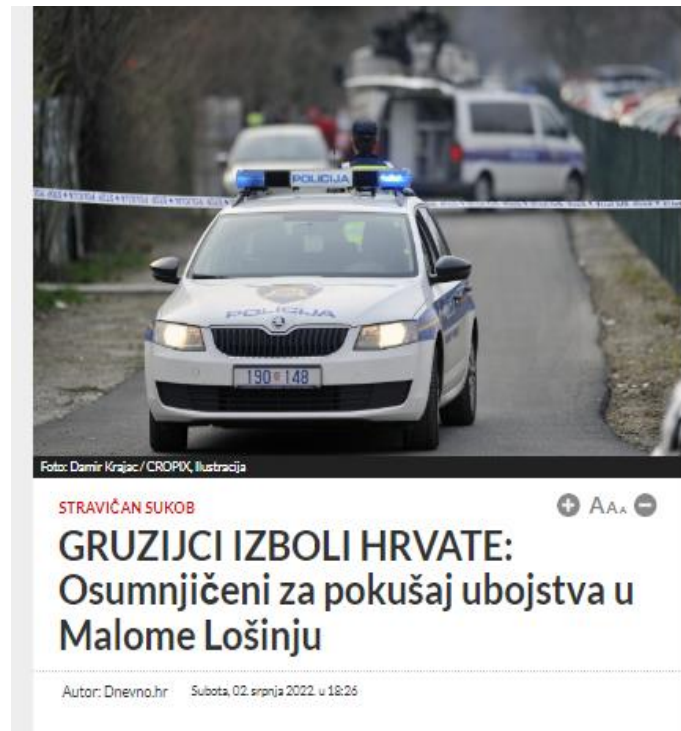 POLICIJA
POLICIJA
190 148
Foto: Damir Krajac / CROPIX, Ilustracija
STRAVIČAN SUKOB
AAA
GRUZIJCI IZBOLI HRVATE:
Osumnjičeni za pokušaj ubojstva u
Malome Lošinju
Autor: Dnevno.hr Subota, 02. srpnja 2022. u 18:26